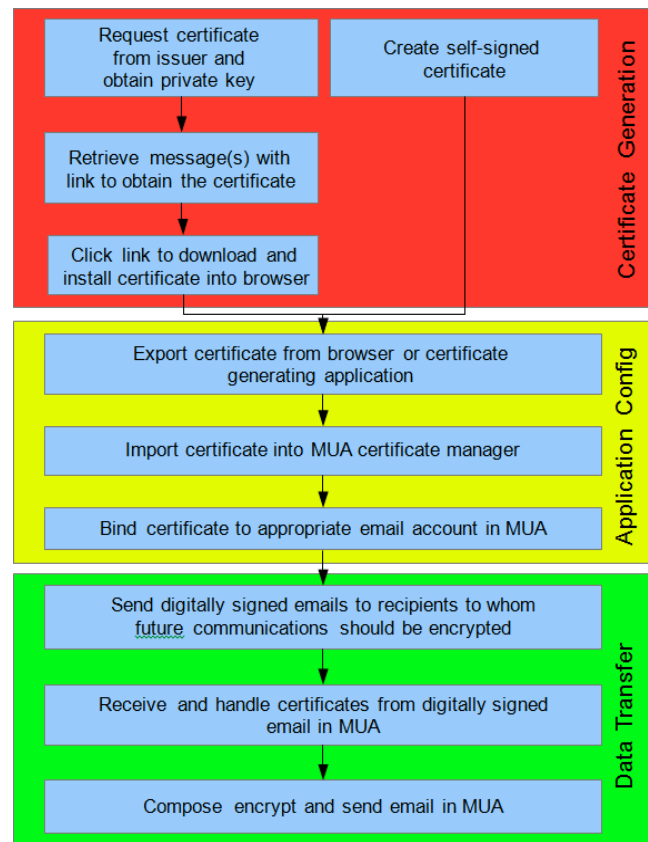 Request certificate
from issuer and
obtain private key
Create self-signed
certificate
Retrieve message(s) with
link to obtain the certificate
Click link to download and
install certificate into browser
Certificate Generation
Export certificate from browser or certificate
generating application
Import certificate into MUA certificate manager
Bind certificate to appropriate email account in MUA
Application Config
Send digitally signed emails to recipients to whom
future communications should be encrypted
Receive and handle certificates from digitally signed
email in MUA
Compose encrypt and send email in MUA
Data Transfer